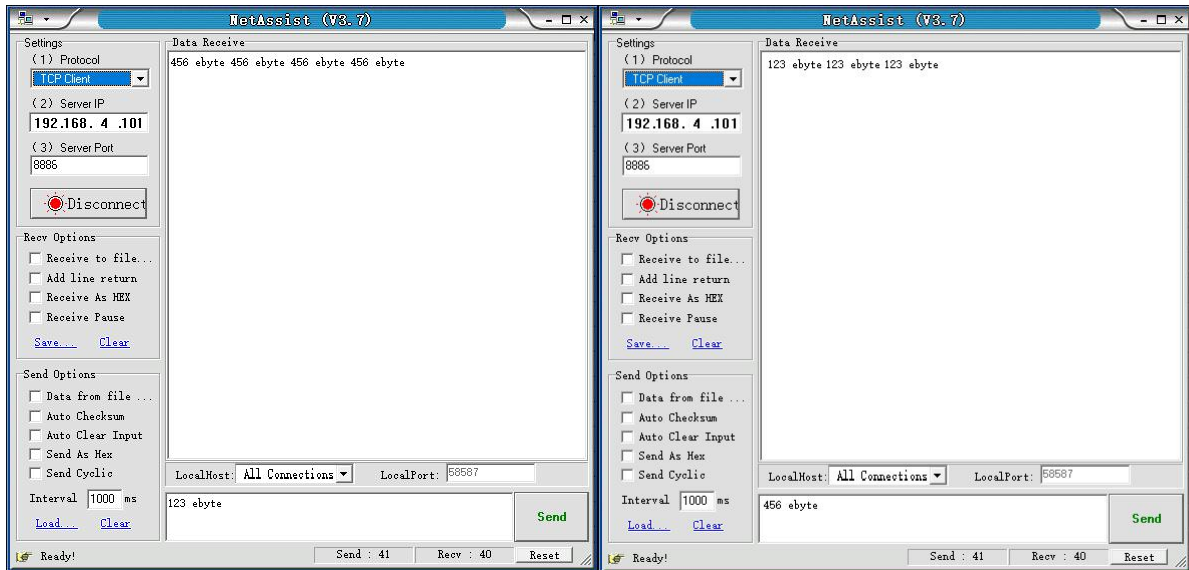 NetAssist (V3.7)
Settings
(1) Protocol
TCP Client
(2) Server IP
192.168. 4 .101
(3) Server Port
8886
Disconnect
Recv Options
Receive to file...
Add line return
Receive As HEX
Receive Pause
Save... Clear
Send Options
Data from file ...
Auto Checksum
Auto Clear Input
Send As Hex
Send Cyclic
Interval 1000 ms
Load... Clear
Data Receive
456 ebyte 456 ebyte 456 ebyte 456 ebyte
LocalHost: All Connections LocalPort: 58587
123 ebyte
Send
Ready! Send : 41 Recv : 40 Reset
NetAssist (V3.7)
Settings
(1) Protocol
TCP Client
(2) Server IP
192.168. 4 .101
(3) Server Port
8886
Disconnect
Recv Options
Receive to file...
Add line return
Receive As HEX
Receive Pause
Save... Clear
Send Options
Data from file ...
Auto Checksum
Auto Clear Input
Send As Hex
Send Cyclic
Interval 1000 ms
Load... Clear
Data Receive
123 ebyte 123 ebyte 123 ebyte
LocalHost: All Connections LocalPort: 58587
456 ebyte
Send
Ready! Send : 41 Recv : 40 Reset